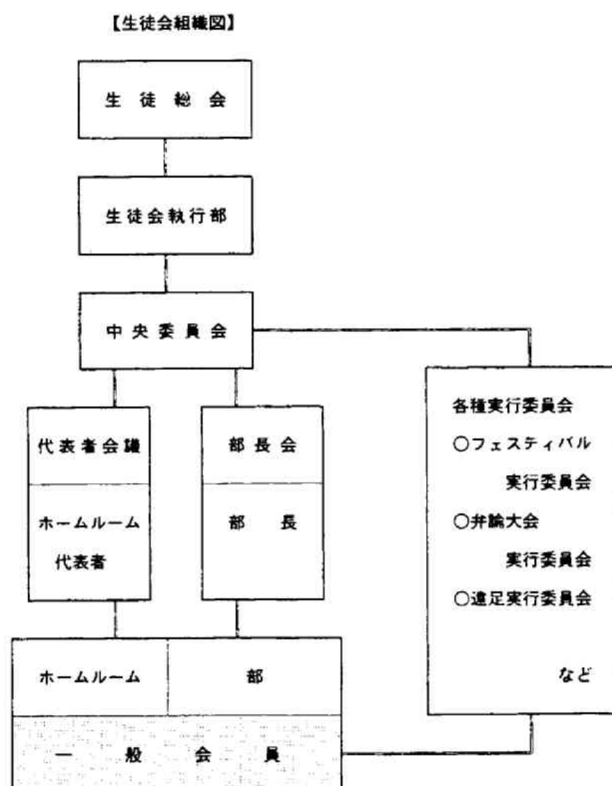 【生徒会組織図】
生徒総会
生徒会執行部
中央委員会
代表者会議
ホームルーム
代表者
部長会
部長
各種実行委員会
○フェスティバル
実行委員会
○弁論大会
実行委員会
○遠足実行委員会
など
ホームルーム
部
一般会員